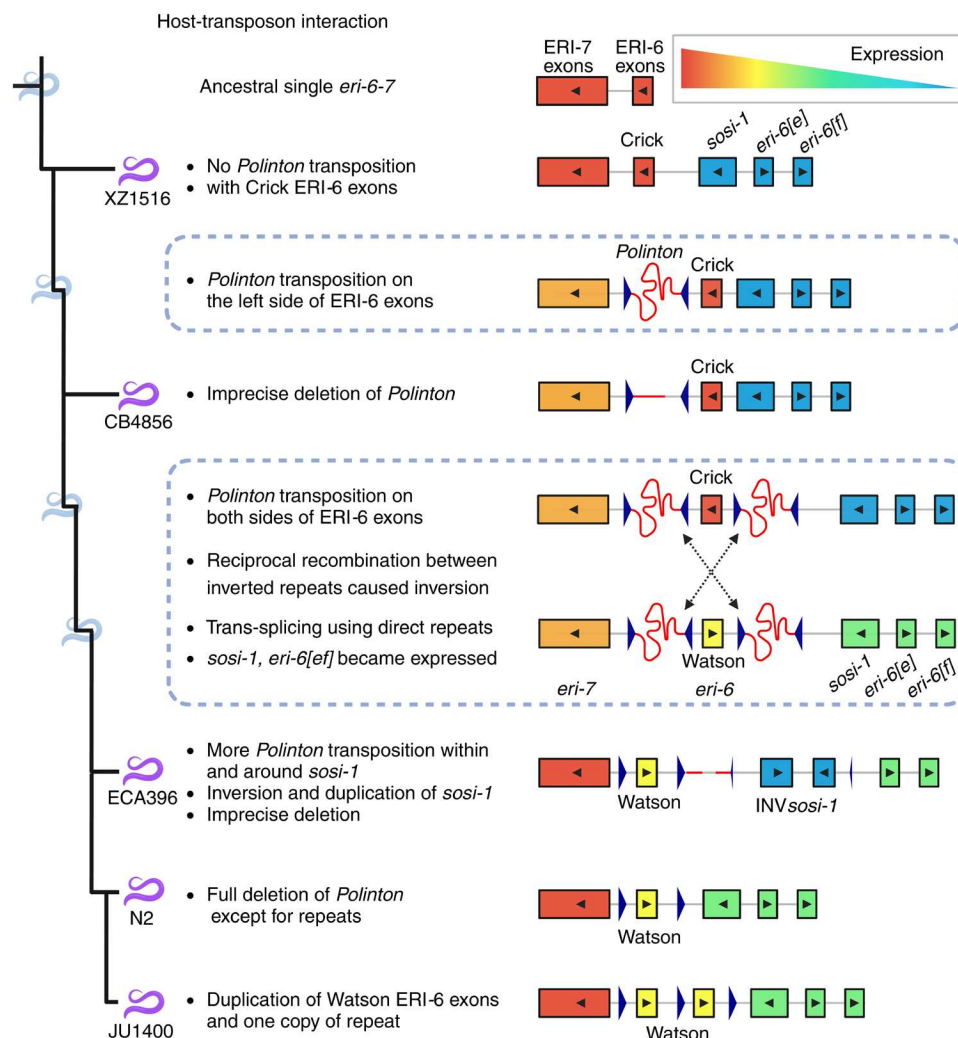 Host-transposon interaction
ERI-7 exons
ERI-6 exons
Expression
Ancestral single eri-6-7
sosi-1
eri-6[e]
eri-6[f]
Crick
• No Polinton transposition
• with Crick ERI-6 exons
XZ1516
Polinton
Crick
• Polinton transposition on
the left side of ERI-6 exons
Crick
• Imprecise deletion of Polinton
CB4856
Crick
• Polinton transposition on
both sides of ERI-6 exons
• Reciprocal recombination between
inverted repeats caused inversion
• Trans-splicing using direct repeats
• sosi-1, eri-6[ef] became expressed
Watson
eri-7
eri-6
sosi-1
eri-6[e]
eri-6[f]
• More Polinton transposition within
and around sosi-1
• Inversion and duplication of sosi-1
• Imprecise deletion
ECA396
Watson
INVsosi-1
• Full deletion of Polinton
except for repeats
N2
Watson
• Duplication of Watson ERI-6 exons
and one copy of repeat
JU1400
Watson